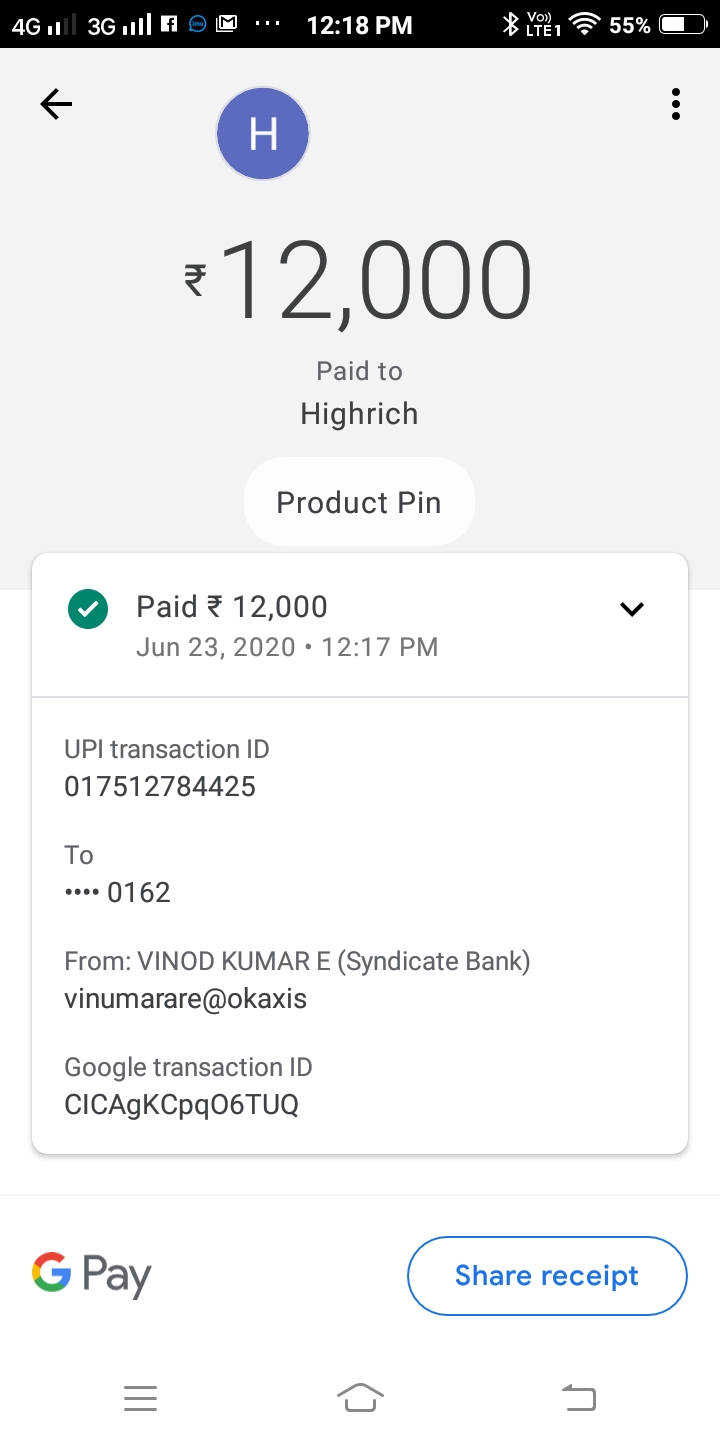 4G 3G imo ... 12:18 PM Vo)) LTE1 55%
H
₹12,000
Paid to
Highrich
Product Pin
Paid ₹ 12,000
Jun 23, 2020 • 12:17 PM
UPI transaction ID
017512784425
To
•••• 0162
From: VINOD KUMAR E (Syndicate Bank)
vinumarare@okaxis
Google transaction ID
CICAgKCpqO6TUQ
G Pay
Share receipt